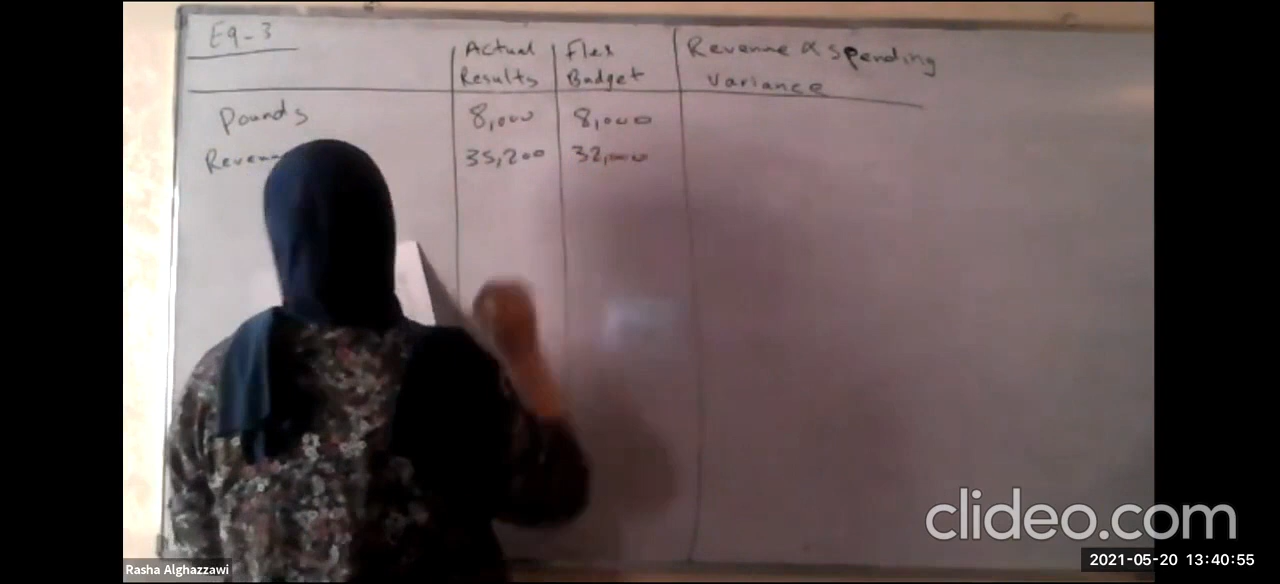 E9-3
Actual Flex Revenue & spending
Results Budget variance
Pounds 8,000 8,000
Revenu 35,200 32,000
clideo.com
Rasha Alghazzawi
2021-05-20 13:40:55